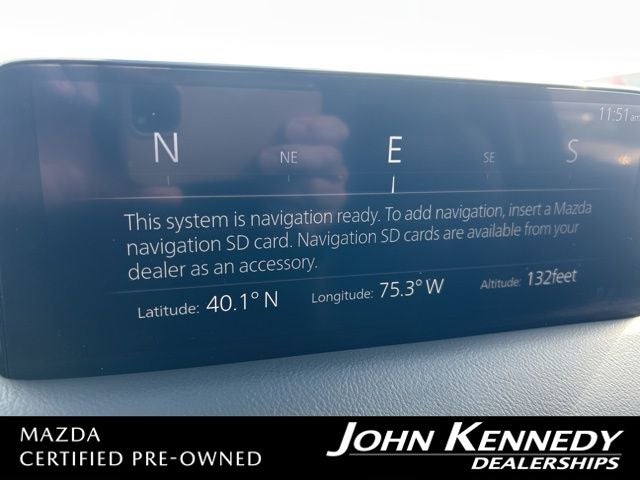 11:51 am
N NE E SE S
This system is navigation ready. To add navigation, insert a Mazda
navigation SD card. Navigation SD cards are available from your
dealer as an accessory.
Latitude: 40.1° N Longitude: 75.3° W Altitude: 132feet
MAZDA
CERTIFIED PRE-OWNED
JOHN KENNEDY
DEALERSHIPS